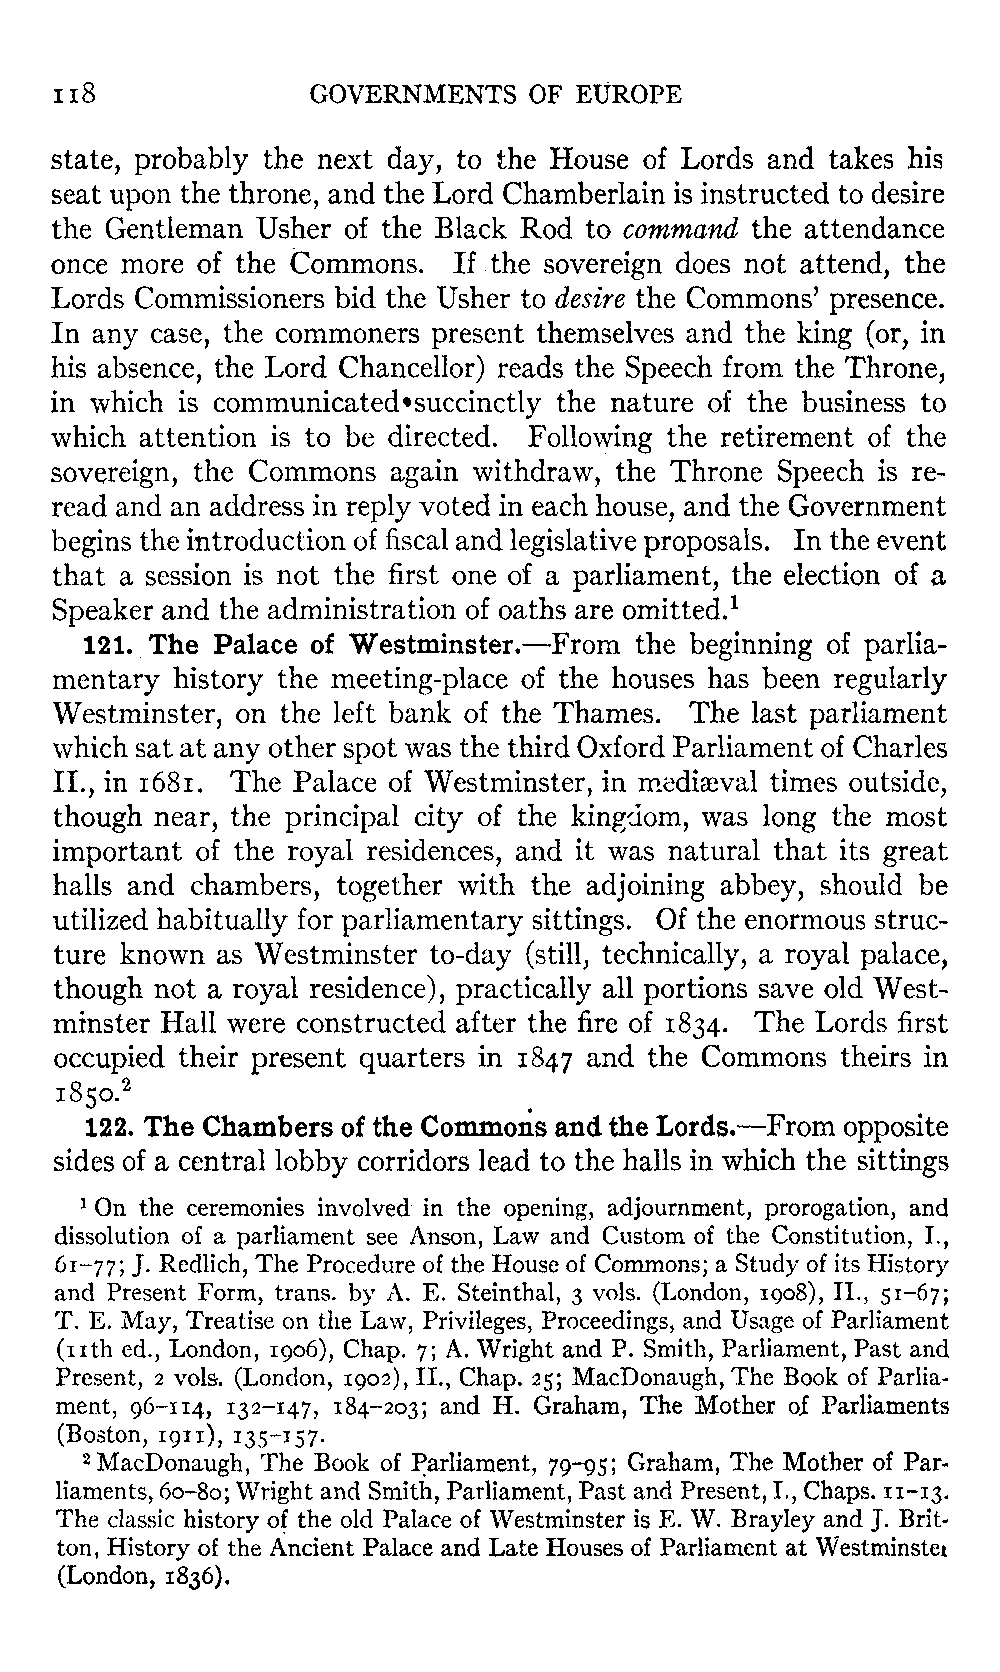 118 GOVERNMENTS OF EUROPE
state, probably the next day, to the House of Lords and takes his
seat upon the throne, and the Lord Chamberlain is instructed to desire
the Gentleman Usher of the Black Rod to command the attendance
once more of the Commons. If the sovereign does not attend, the
Lords Commissioners bid the Usher to desire the Commons' presence.
In any case, the commoners present themselves and the king (or, in
his absence, the Lord Chancellor) reads the Speech from the Throne,
in which is communicated succinctly the nature of the business to
which attention is to be directed. Following the retirement of the
sovereign, the Commons again withdraw, the Throne Speech is re-
read and an address in reply voted in each house, and the Government
begins the introduction of fiscal and legislative proposals. In the event
that a session is not the first one of a parliament, the election of a
Speaker and the administration of oaths are omitted.¹
121. The Palace of Westminster.—From the beginning of parlia-
mentary history the meeting-place of the houses has been regularly
Westminster, on the left bank of the Thames. The last parliament
which sat at any other spot was the third Oxford Parliament of Charles
II., in 1681. The Palace of Westminster, in mediæval times outside,
though near, the principal city of the kingdom, was long the most
important of the royal residences, and it was natural that its great
halls and chambers, together with the adjoining abbey, should be
utilized habitually for parliamentary sittings. Of the enormous struc-
ture known as Westminster to-day (still, technically, a royal palace,
though not a royal residence), practically all portions save old West-
minster Hall were constructed after the fire of 1834. The Lords first
occupied their present quarters in 1847 and the Commons theirs in
1850.²
122. The Chambers of the Commons and the Lords.—From opposite
sides of a central lobby corridors lead to the halls in which the sittings
¹ On the ceremonies involved in the opening, adjournment, prorogation, and
dissolution of a parliament see Anson, Law and Custom of the Constitution, I.,
61–77; J. Redlich, The Procedure of the House of Commons; a Study of its History
and Present Form, trans. by A. E. Steinthal, 3 vols. (London, 1908), II., 51–67;
T. E. May, Treatise on the Law, Privileges, Proceedings, and Usage of Parliament
(11th ed., London, 1906), Chap. 7; A. Wright and P. Smith, Parliament, Past and
Present, 2 vols. (London, 1902), II., Chap. 25; MacDonaugh, The Book of Parlia-
ment, 96–114, 132–147, 184–203; and H. Graham, The Mother of Parliaments
(Boston, 1911), 135–157.
² MacDonaugh, The Book of Parliament, 79–95; Graham, The Mother of Par-
liaments, 60–80; Wright and Smith, Parliament, Past and Present, I., Chaps. 11–13.
The classic history of the old Palace of Westminster is E. W. Brayley and J. Brit-
ton, History of the Ancient Palace and Late Houses of Parliament at Westminster
(London, 1836).